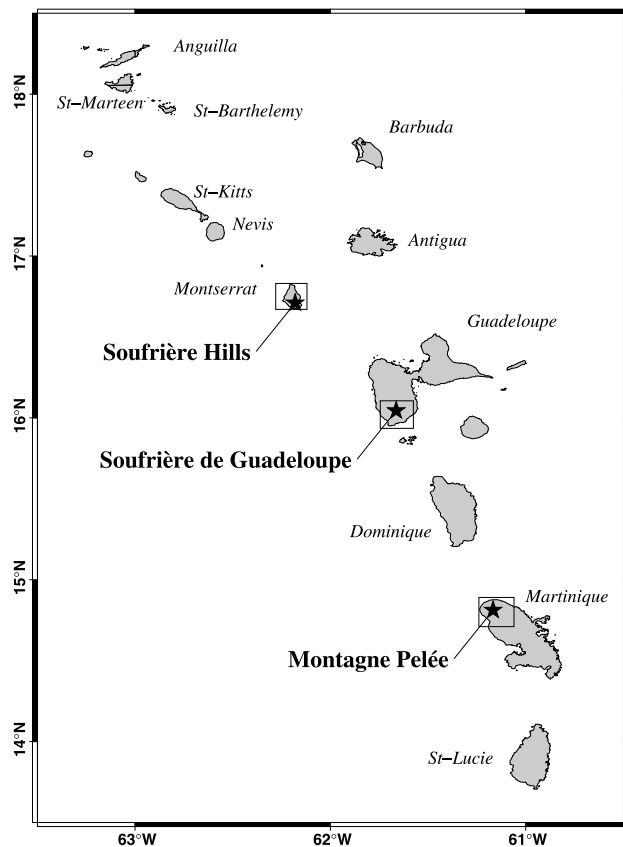 Anguilla
18°N
St-Marteen
St-Barthelemy
Barbuda
St-Kitts
Nevis
Antigua
17°N
Montserrat
Guadeloupe
Soufrière Hills
16°N
Soufrière de Guadeloupe
Dominique
15°N
Martinique
Montagne Pelée
14°N
St-Lucie
63°W
62°W
61°W